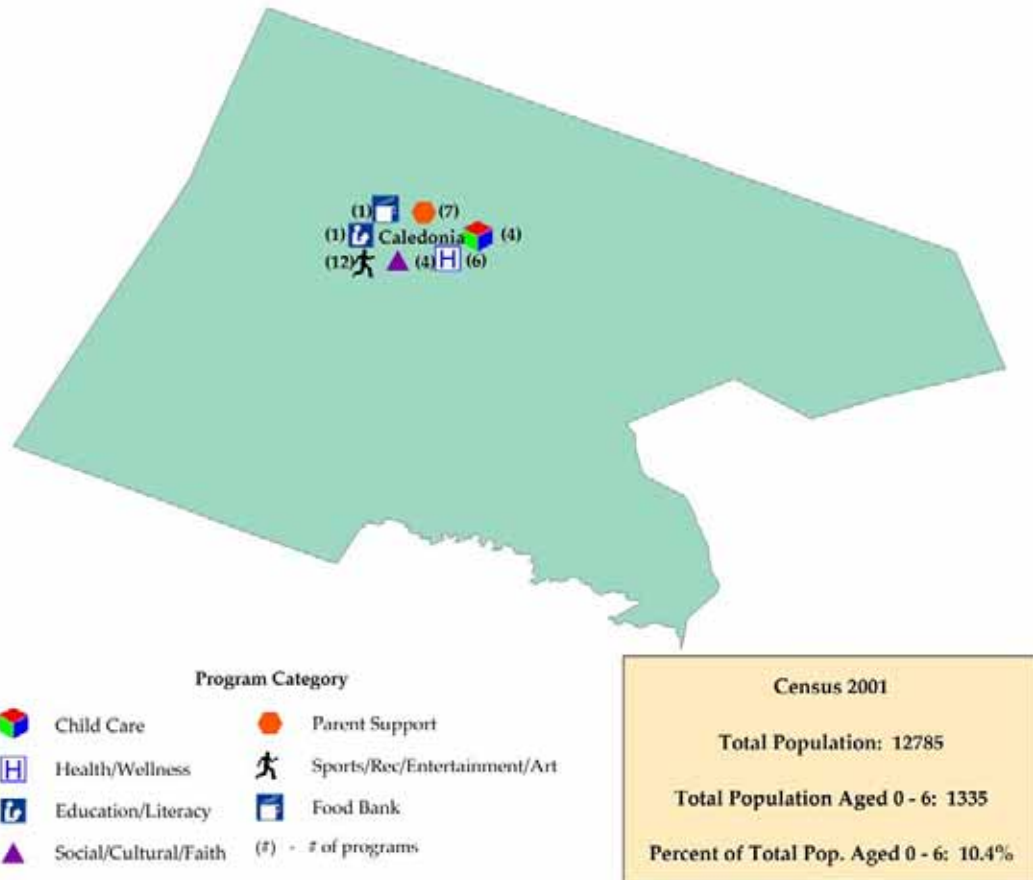 (1) (7)
(1) Caledonia (4)
(12) (4) H (6)
Program Category
Child Care
Parent Support
H Health/Wellness
Sports/Rec/Entertainment/Art
Education/Literacy
Food Bank
Social/Cultural/Faith
(#) - # of programs
Census 2001
Total Population: 12785
Total Population Aged 0 - 6: 1335
Percent of Total Pop. Aged 0 - 6: 10.4%